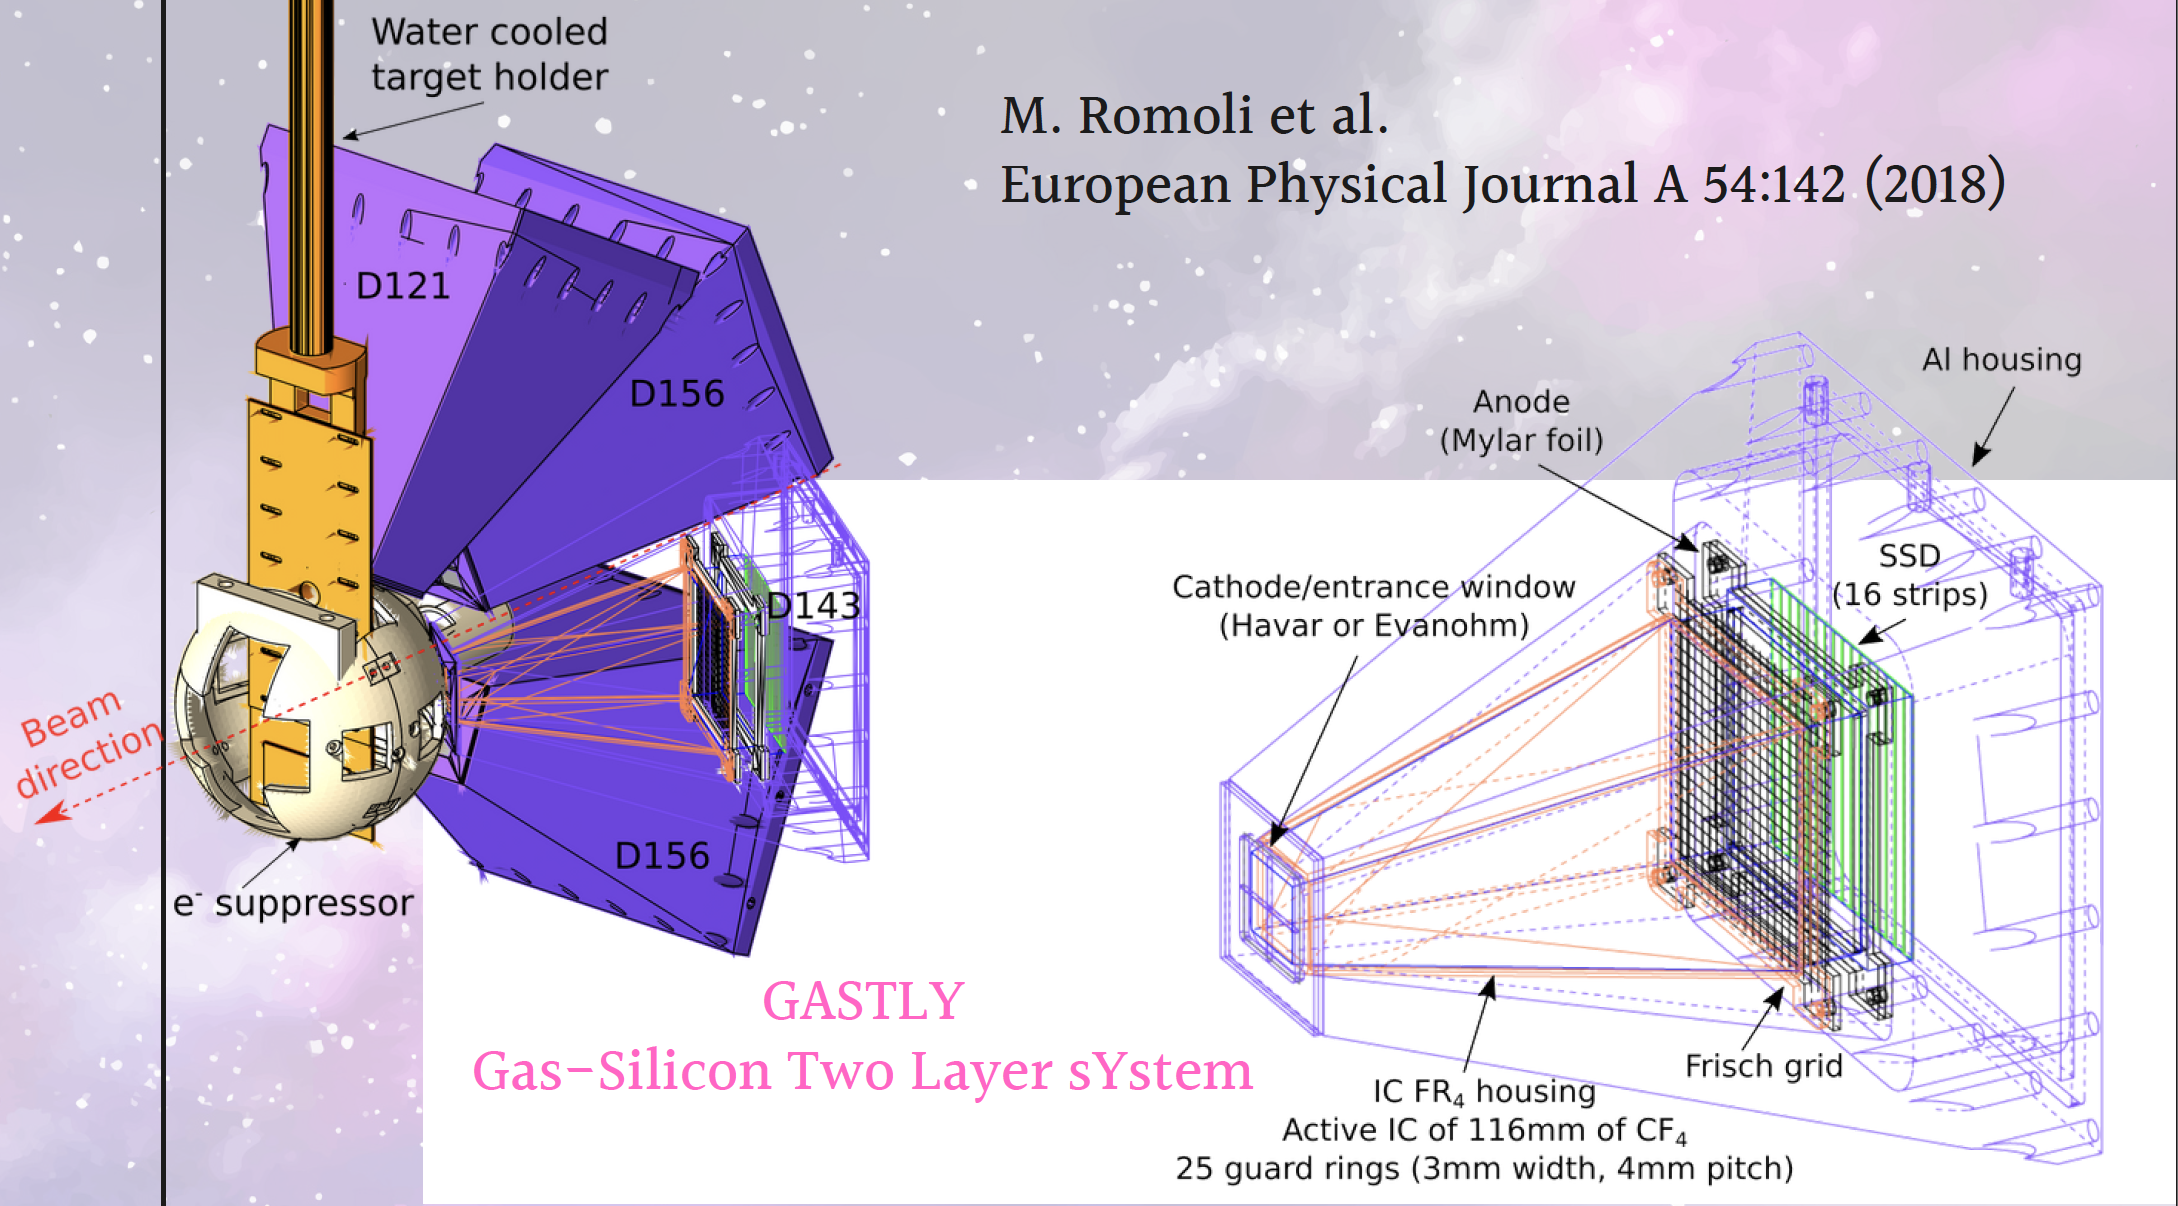 Water cooled
target holder
M. Romoli et al.
European Physical Journal A 54:142 (2018)
D121
D156
D143
D156
Beam
direction
e⁻ suppressor
GASTLY
Gas-Silicon Two Layer sYstem
Al housing
Anode
(Mylar foil)
SSD
(16 strips)
Cathode/entrance window
(Havar or Evanohm)
Frisch grid
IC FR₄ housing
Active IC of 116mm of CF₄
25 guard rings (3mm width, 4mm pitch)